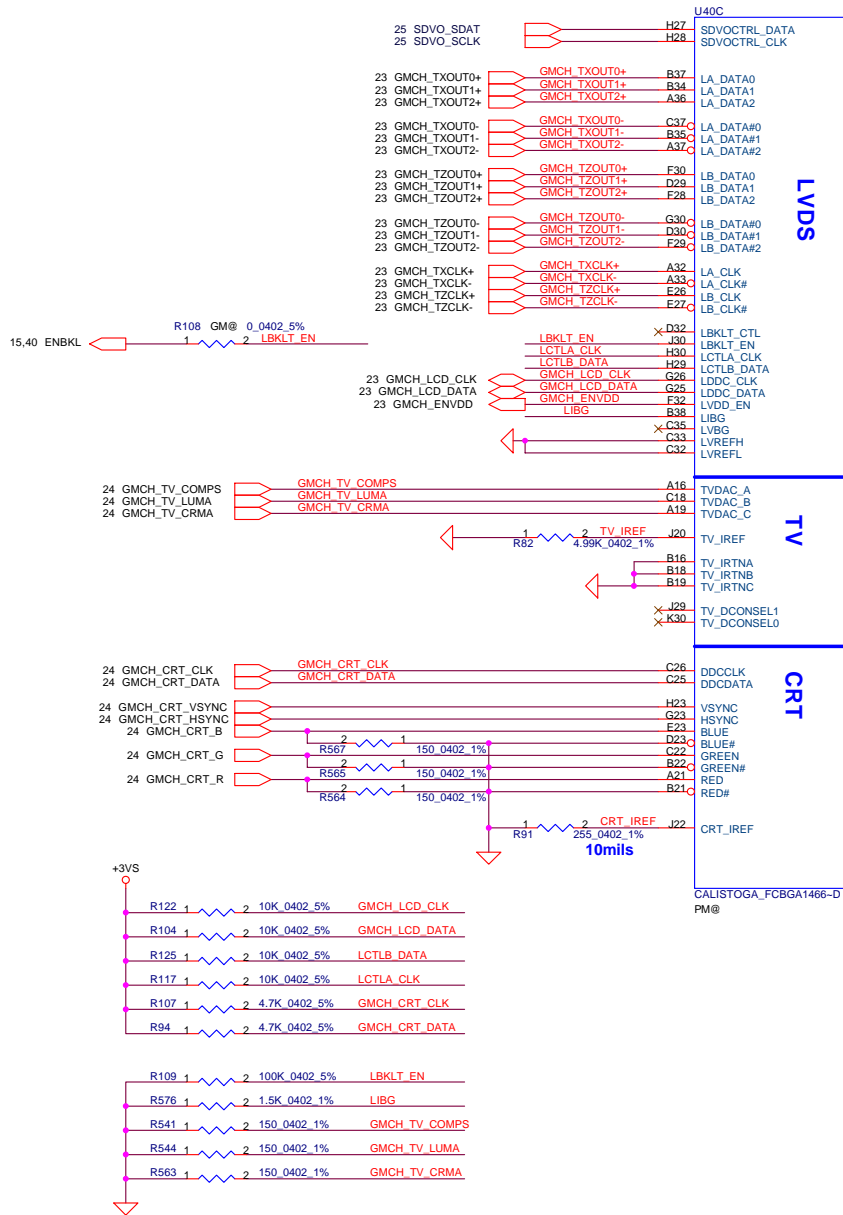 U40C
25 SDVO_SDAT H27 SDVOCTRL_DATA
25 SDVO_SCLK H28 SDVOCTRL_CLK
23 GMCH_TXOUT0+ GMCH_TXOUT0+ B37 LA_DATA0
23 GMCH_TXOUT1+ GMCH_TXOUT1+ B34 LA_DATA1
23 GMCH_TXOUT2+ GMCH_TXOUT2+ A36 LA_DATA2
23 GMCH_TXOUT0- GMCH_TXOUT0- C37 LA_DATA#0
23 GMCH_TXOUT1- GMCH_TXOUT1- B35 LA_DATA#1
23 GMCH_TXOUT2- GMCH_TXOUT2- A37 LA_DATA#2
23 GMCH_TZOUT0+ GMCH_TZOUT0+ F30 LB_DATA0
23 GMCH_TZOUT1+ GMCH_TZOUT1+ D29 LB_DATA1
23 GMCH_TZOUT2+ GMCH_TZOUT2+ F28 LB_DATA2
LVDS
23 GMCH_TZOUT0- GMCH_TZOUT0- G30 LB_DATA#0
23 GMCH_TZOUT1- GMCH_TZOUT1- D30 LB_DATA#1
23 GMCH_TZOUT2- GMCH_TZOUT2- F29 LB_DATA#2
23 GMCH_TXCLK+ GMCH_TXCLK+ A32 LA_CLK
23 GMCH_TXCLK- GMCH_TXCLK- A33 LA_CLK#
23 GMCH_TZCLK+ GMCH_TZCLK+ E26 LB_CLK
23 GMCH_TZCLK- GMCH_TZCLK- E27 LB_CLK#
R108 GM@ 0_0402_5%
15,40 ENBKL 1 2 LBKLT_EN
D32 LBKLT_CTL
LBKLT_EN J30 LBKLT_EN
LCTLA_CLK H30 LCTLA_CLK
LCTLB_DATA H29 LCTLB_DATA
23 GMCH_LCD_CLK GMCH_LCD_CLK G26 LDDC_CLK
23 GMCH_LCD_DATA GMCH_LCD_DATA G25 LDDC_DATA
23 GMCH_ENVDD GMCH_ENVDD F32 LVDD_EN
LIBG B38 LIBG
C35 LVBG
C33 LVREFH
C32 LVREFL
24 GMCH_TV_COMPS GMCH_TV_COMPS A16 TVDAC_A
24 GMCH_TV_LUMA GMCH_TV_LUMA C18 TVDAC_B
24 GMCH_TV_CRMA GMCH_TV_CRMA A19 TVDAC_C
TV
1 2 TV_IREF J20 TV_IREF
R82 4.99K_0402_1%
B16 TV_IRTNA
B18 TV_IRTNB
B19 TV_IRTNC
J29 TV_DCONSEL1
K30 TV_DCONSEL0
24 GMCH_CRT_CLK GMCH_CRT_CLK C26 DDCCLK
24 GMCH_CRT_DATA GMCH_CRT_DATA C25 DDCDATA
CRT
24 GMCH_CRT_VSYNC H23 VSYNC
24 GMCH_CRT_HSYNC G23 HSYNC
24 GMCH_CRT_B E23 BLUE
2 1 D23 BLUE#
R567 150_0402_1%
24 GMCH_CRT_G C22 GREEN
2 1 B22 GREEN#
R565 150_0402_1%
24 GMCH_CRT_R A21 RED
2 1 B21 RED#
R564 150_0402_1%
1 2 CRT_IREF J22 CRT_IREF
R91 255_0402_1%
10mils
+3VS
CALISTOGA_FCBGA1466~D
PM@
R122 1 2 10K_0402_5% GMCH_LCD_CLK
R104 1 2 10K_0402_5% GMCH_LCD_DATA
R125 1 2 10K_0402_5% LCTLB_DATA
R117 1 2 10K_0402_5% LCTLA_CLK
R107 1 2 4.7K_0402_5% GMCH_CRT_CLK
R94 1 2 4.7K_0402_5% GMCH_CRT_DATA
R109 1 2 100K_0402_5% LBKLT_EN
R576 1 2 1.5K_0402_1% LIBG
R541 1 2 150_0402_1% GMCH_TV_COMPS
R544 1 2 150_0402_1% GMCH_TV_LUMA
R563 1 2 150_0402_1% GMCH_TV_CRMA